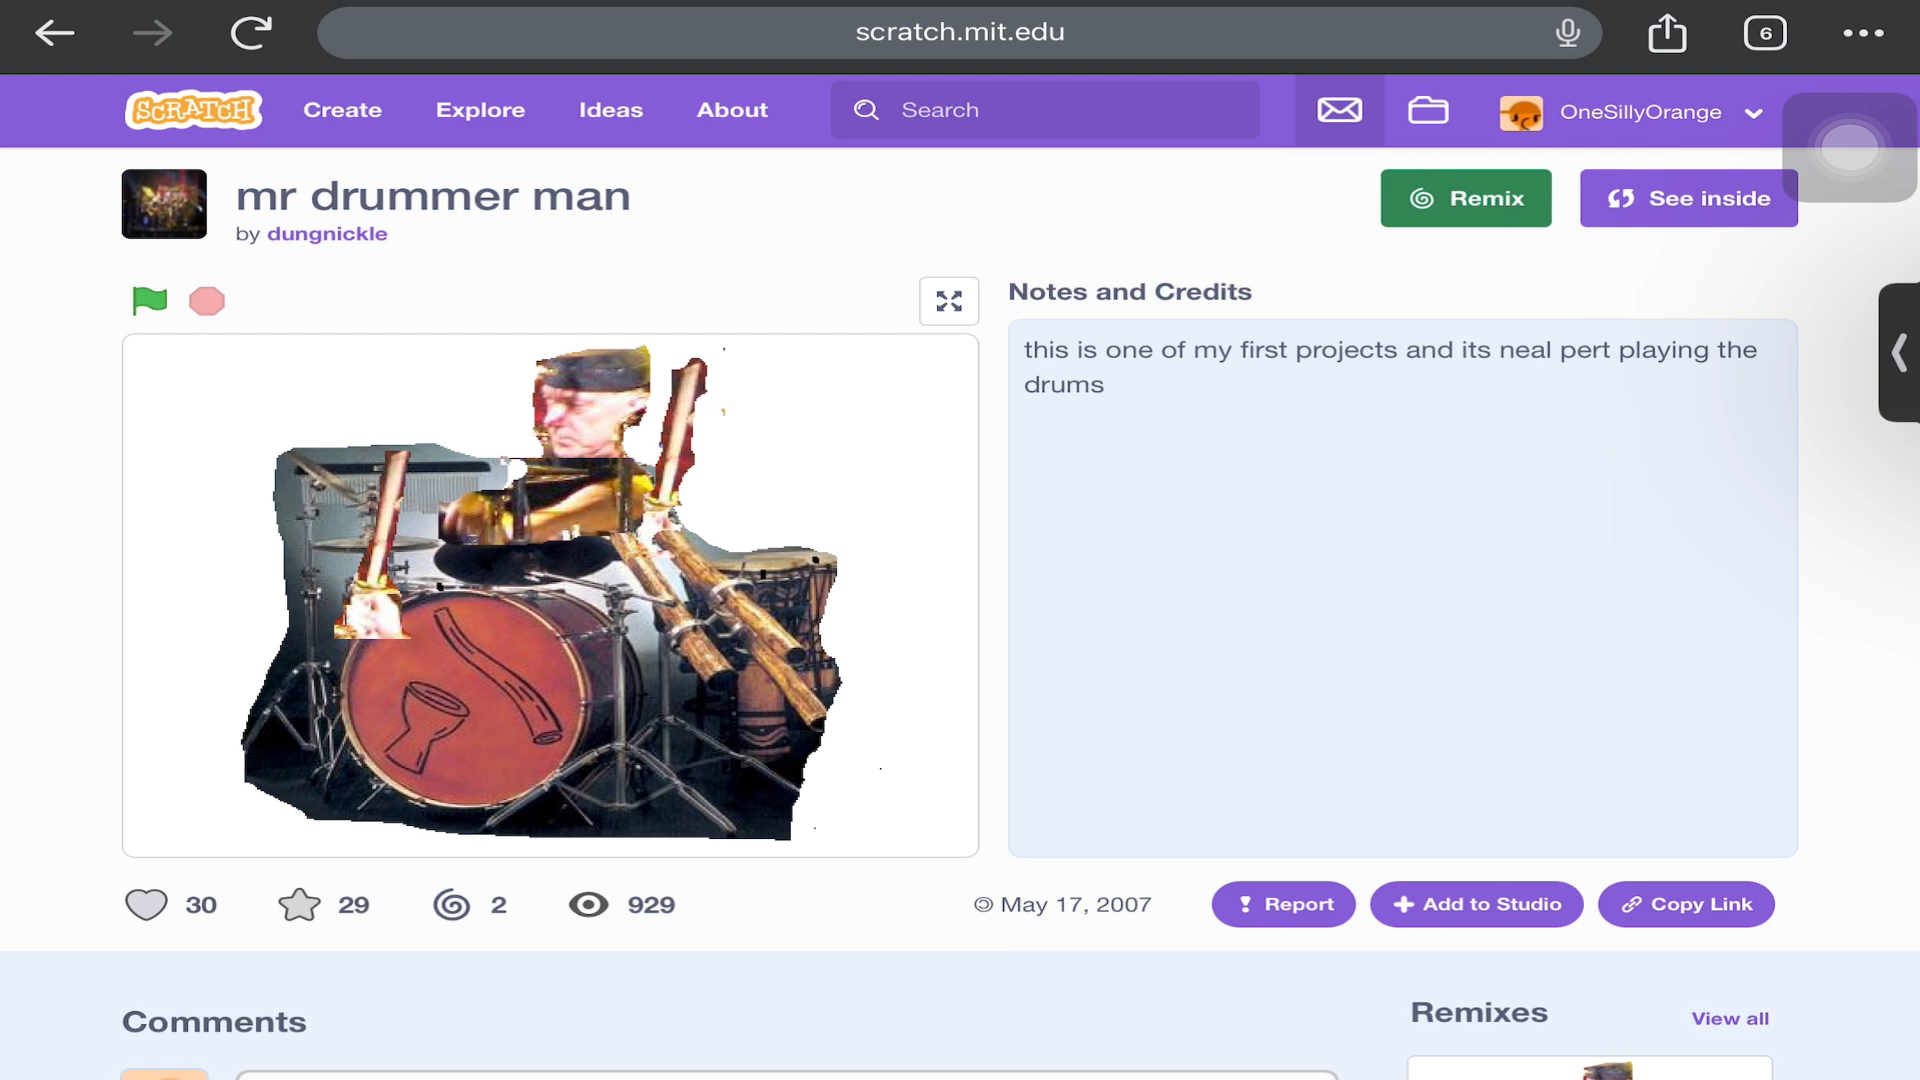 scratch.mit.edu
6
SCRATCH
Create
Explore
Ideas
About
Search
OneSillyOrange
mr drummer man
by dungnickle
Remix
See inside
Notes and Credits
this is one of my first projects and its neal pert playing the
drums
30
29
2
929
© May 17, 2007
Report
Add to Studio
Copy Link
Comments
Remixes
View all